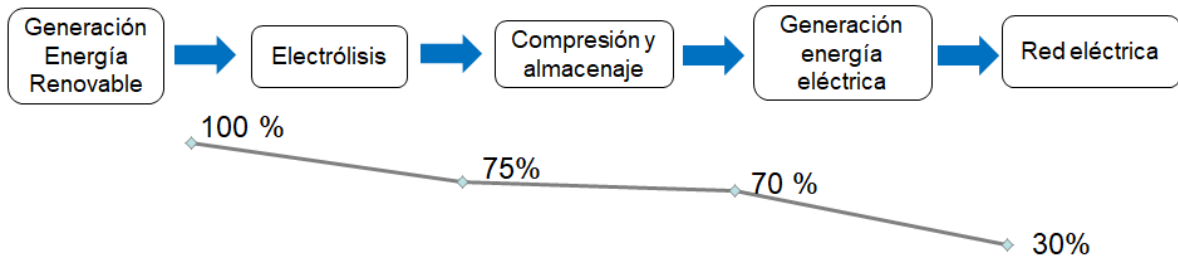 Generación
Energía
Renovable
Electrólisis
Compresión y
almacenaje
Generación
energía
eléctrica
Red eléctrica
100 %
75%
70 %
30%